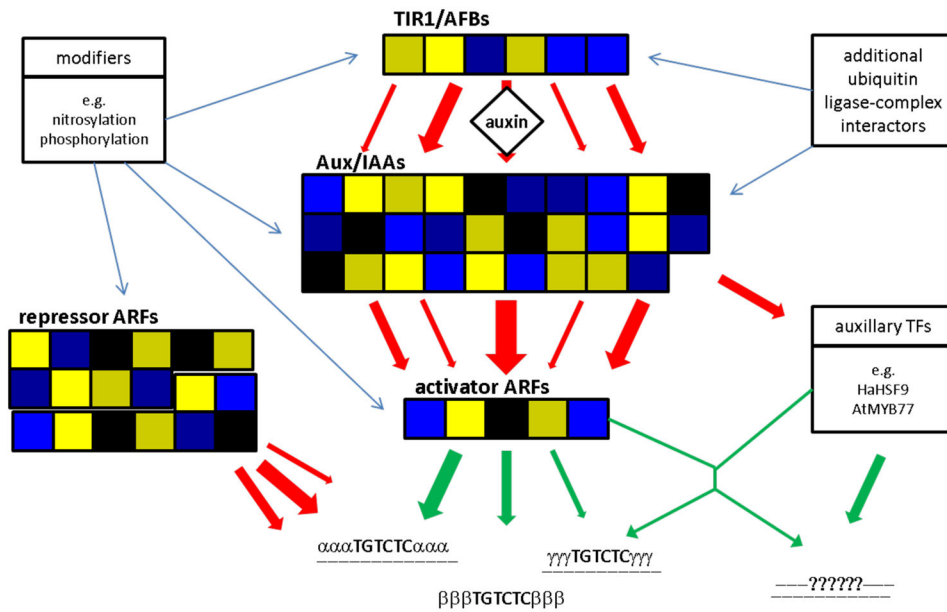 TIR1/AFBs
modifiers
e.g.
nitrosylation
phosphorylation
additional
ubiquitin
ligase-complex
interactors
auxin
Aux/IAAs
repressor ARFs
auxillary TFs
e.g.
HaHSF9
AtMYB77
activator ARFs
αααTGTCTCααα
γγγTGTCTCγγγ
βββTGTCTCβββ
–––??????–––